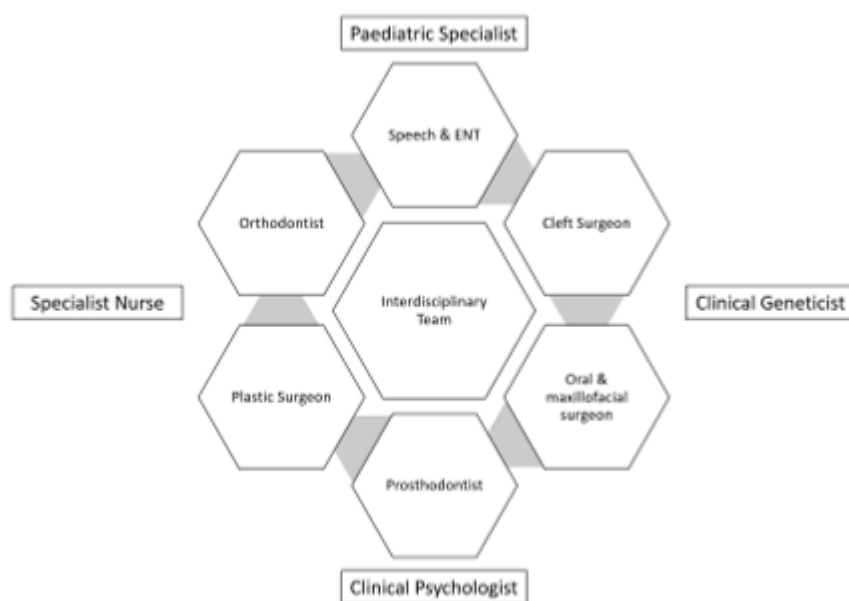 Paediatric Specialist
Speech & ENT
Orthodontist
Cleft Surgeon
Specialist Nurse
Interdisciplinary
Team
Clinical Geneticist
Plastic Surgeon
Oral &
maxillofacial
surgeon
Prosthodontist
Clinical Psychologist